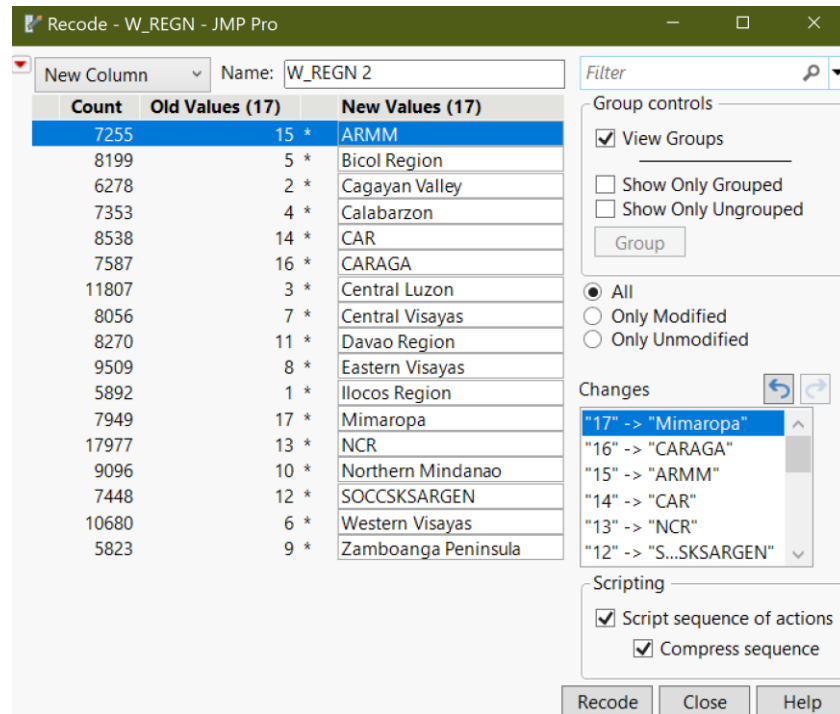 Recode - W_REGN - JMP Pro
New Column Name: W_REGN 2
Count Old Values (17) New Values (17)
7255 15 * ARMM
8199 5 * Bicol Region
6278 2 * Cagayan Valley
7353 4 * Calabarzon
8538 14 * CAR
7587 16 * CARAGA
11807 3 * Central Luzon
8056 7 * Central Visayas
8270 11 * Davao Region
9509 8 * Eastern Visayas
5892 1 * Ilocos Region
7949 17 * Mimaropa
17977 13 * NCR
9096 10 * Northern Mindanao
7448 12 * SOCCSKSARGEN
10680 6 * Western Visayas
5823 9 * Zamboanga Peninsula
Filter
Group controls
View Groups
Show Only Grouped
Show Only Ungrouped
Group
All
Only Modified
Only Unmodified
Changes
"17" -> "Mimaropa"
"16" -> "CARAGA"
"15" -> "ARMM"
"14" -> "CAR"
"13" -> "NCR"
"12" -> "S...SKSARGEN"
Scripting
Script sequence of actions
Compress sequence
Recode Close Help